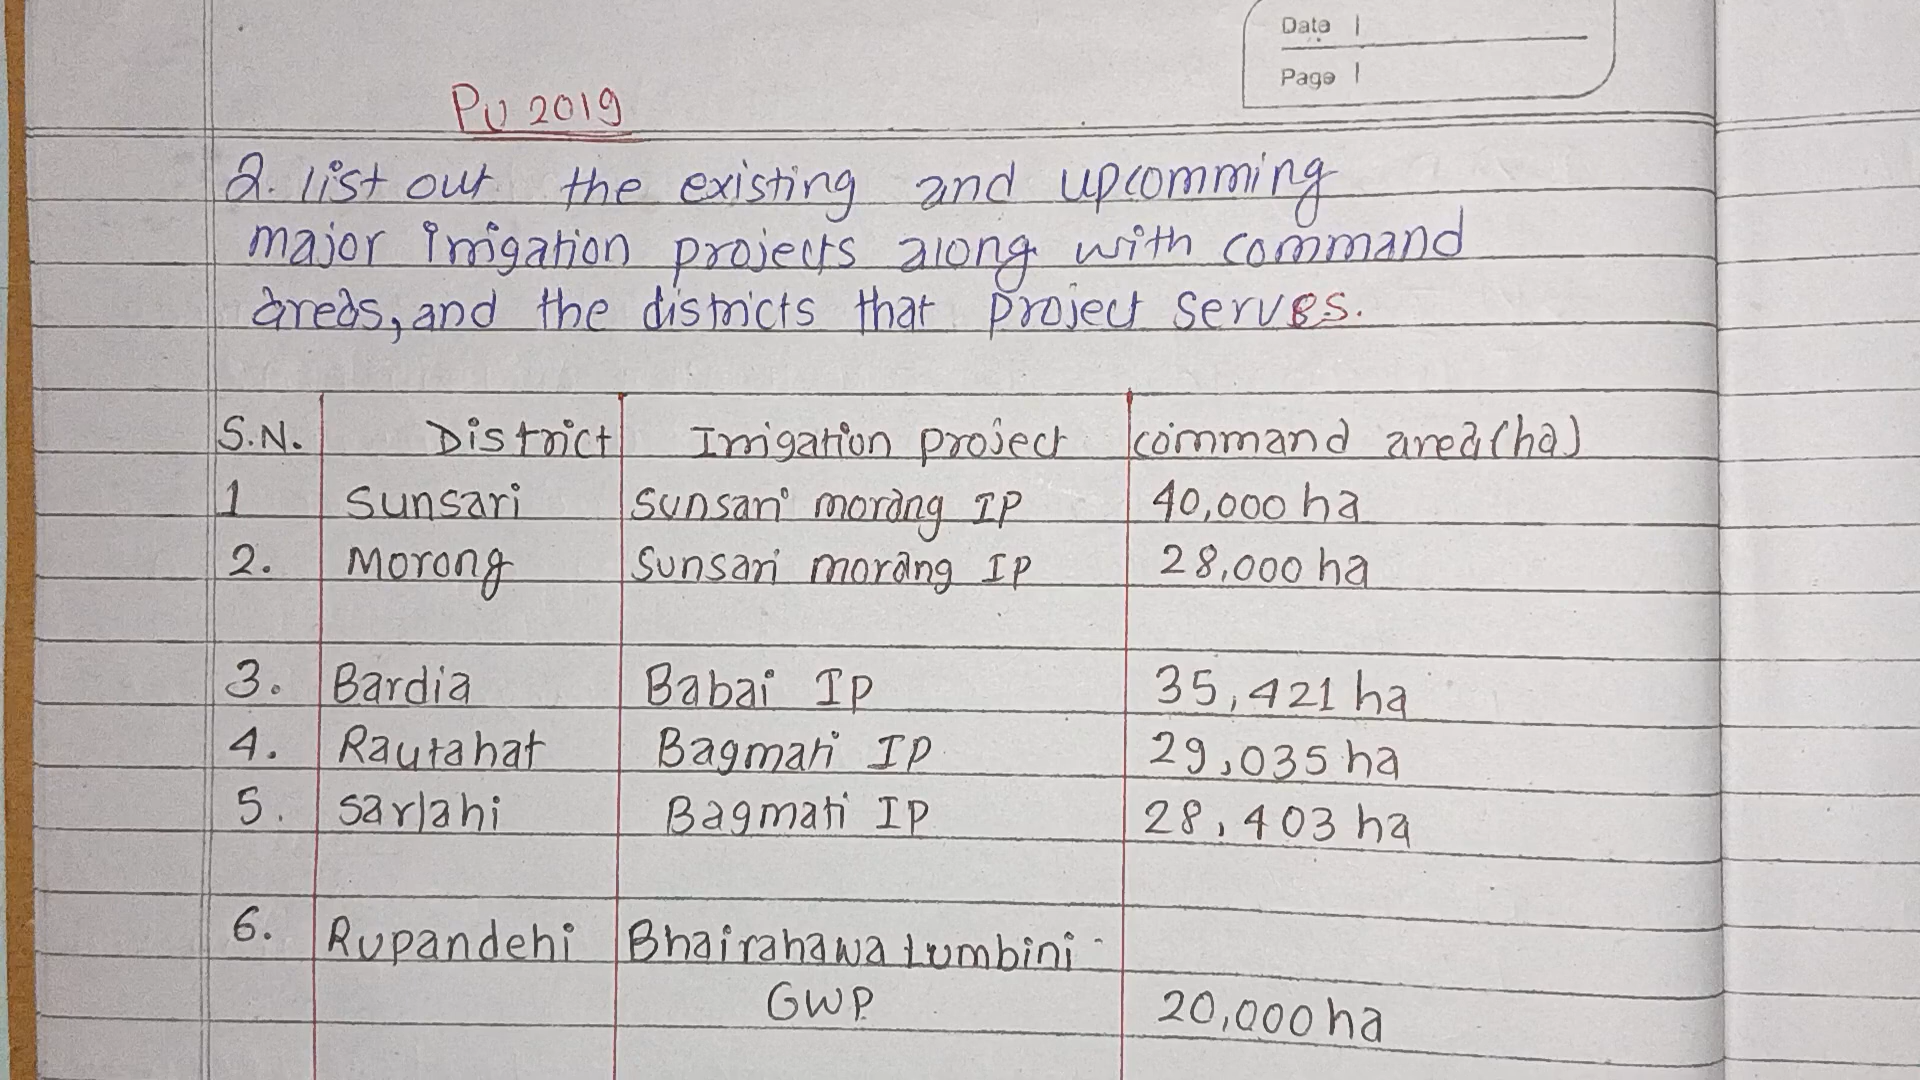 Date
Page
PU 2019
2. list out the existing and upcomming
major irrigation projects along with command
areas, and the districts that project serves.
S.N. District Irrigation project command area (ha)
1 Sunsari Sunsari morang IP 40,000 ha
2. Morong Sunsari morang IP 28,000 ha
3. Bardia Babai IP 35,421 ha
4. Rautahat Bagmati IP 29,035 ha
5. sarlahi Bagmati IP 28,403 ha
6. Rupandehi Bhairahawa lumbini
GWP 20,000 ha